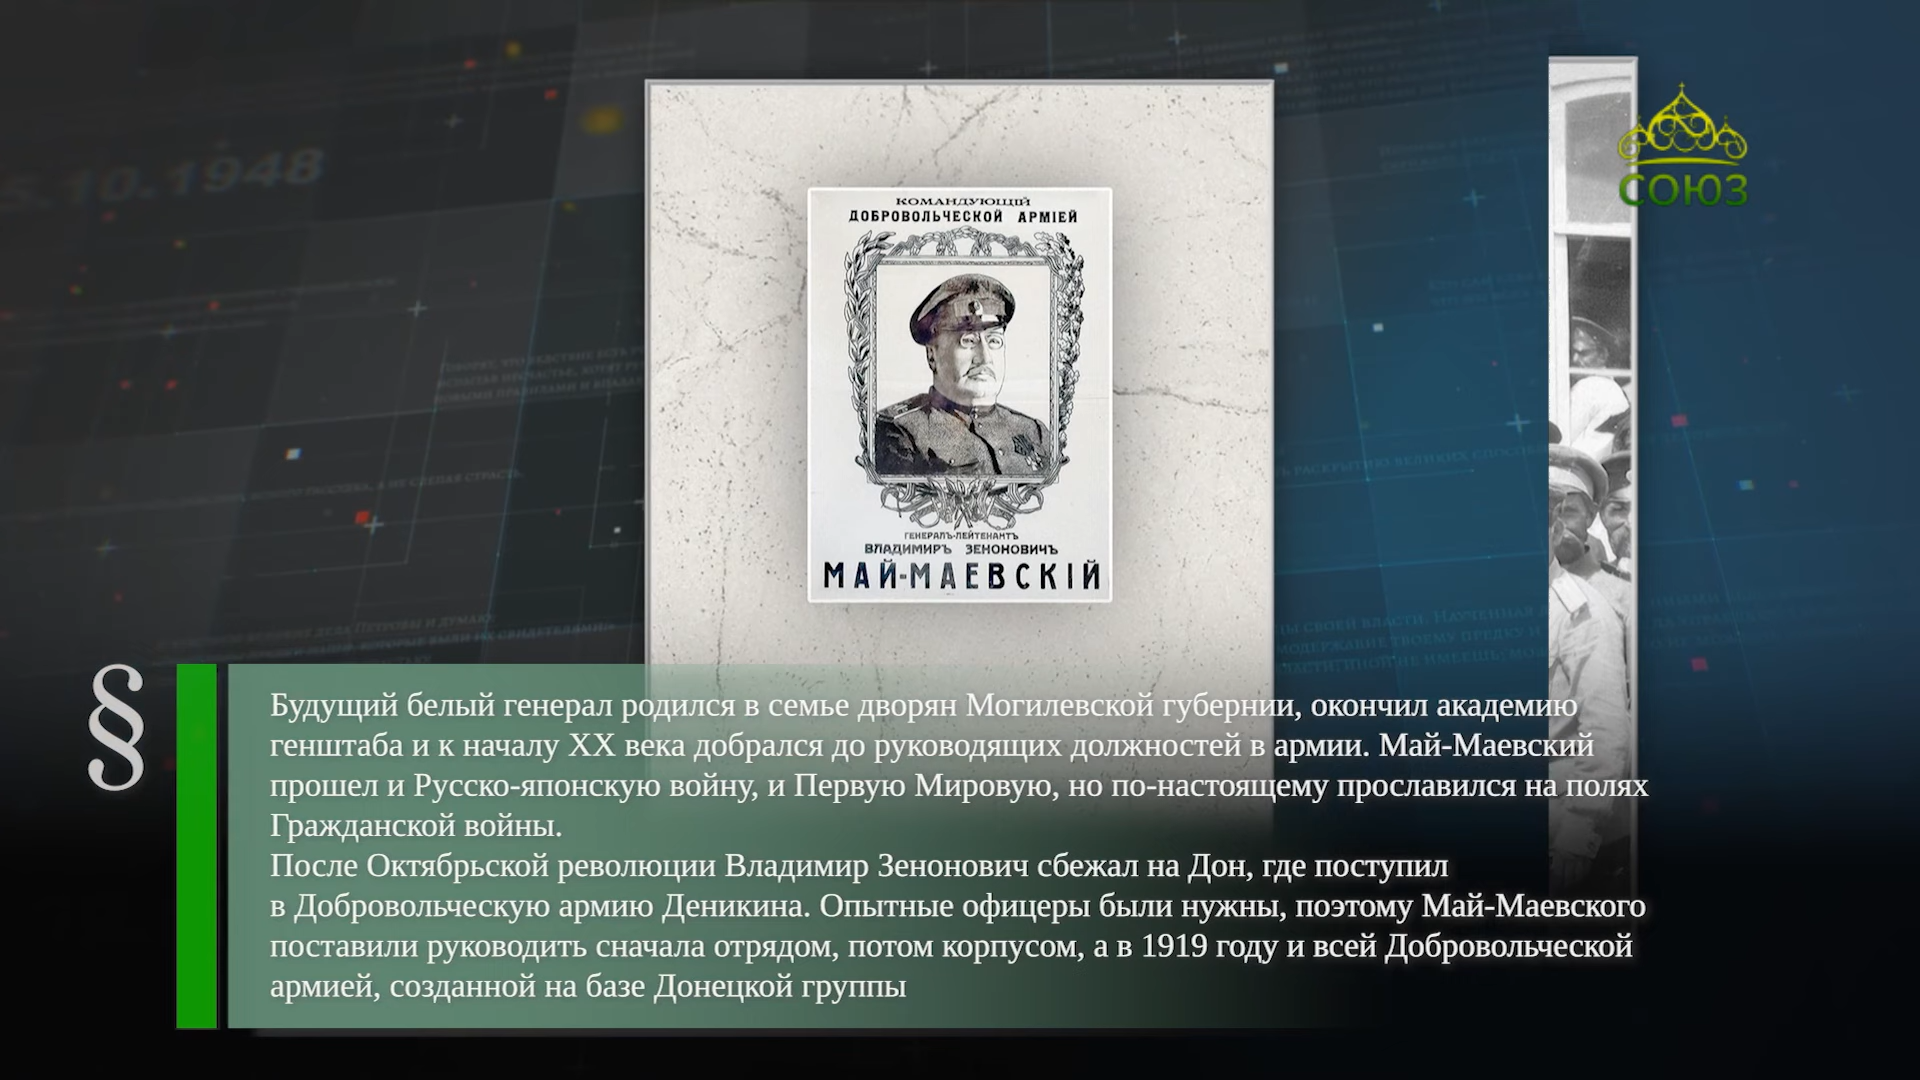 5.10.1948
СОЮЗ
КОМАНДУЮЩІЙ
ДОБРОВОЛЬЧЕСКОЙ АРМІЕЙ
ГЕНЕРАЛЪ-ЛЕЙТЕНАНТЪ
ВЛАДИМИРЪ ЗЕНОНОВИЧЪ
МАЙ-МАЕВСКІЙ
§
Будущий белый генерал родился в семье дворян Могилевской губернии, окончил академию
генштаба и к началу XX века добрался до руководящих должностей в армии. Май-Маевский
прошел и Русско-японскую войну, и Первую Мировую, но по-настоящему прославился на полях
Гражданской войны.
После Октябрьской революции Владимир Зенонович сбежал на Дон, где поступил
в Добровольческую армию Деникина. Опытные офицеры были нужны, поэтому Май-Маевского
поставили руководить сначала отрядом, потом корпусом, а в 1919 году и всей Добровольческой
армией, созданной на базе Донецкой группы